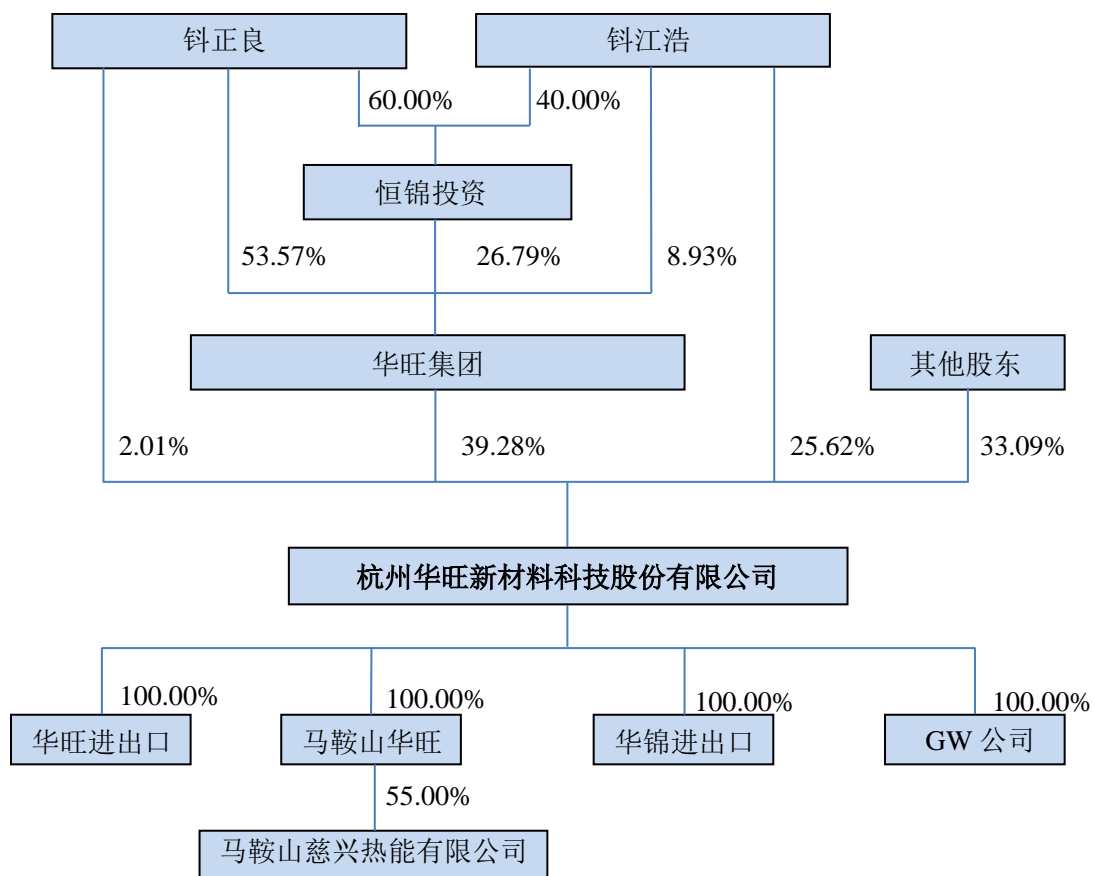 钭正良
钭江浩
60.00%
40.00%
恒锦投资
53.57%
26.79%
8.93%
华旺集团
其他股东
2.01%
39.28%
25.62%
33.09%
杭州华旺新材料科技股份有限公司
100.00%
100.00%
100.00%
100.00%
华旺进出口
马鞍山华旺
华锦进出口
GW 公司
55.00%
马鞍山慈兴热能有限公司